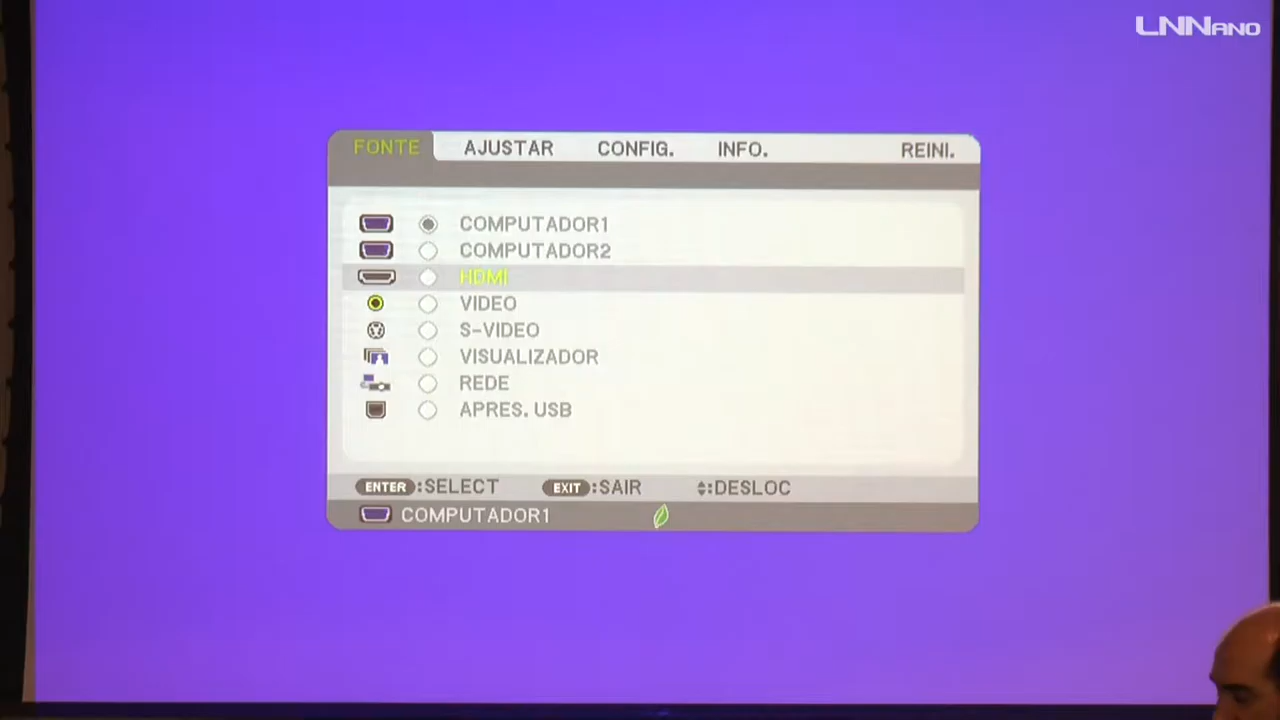 LNNANO
FONTE AJUSTAR CONFIG. INFO. REINI.
COMPUTADOR1
COMPUTADOR2
HDMI
VIDEO
S-VIDEO
VISUALIZADOR
REDE
APRES. USB
ENTER :SELECT EXIT :SAIR :DESLOC
COMPUTADOR1